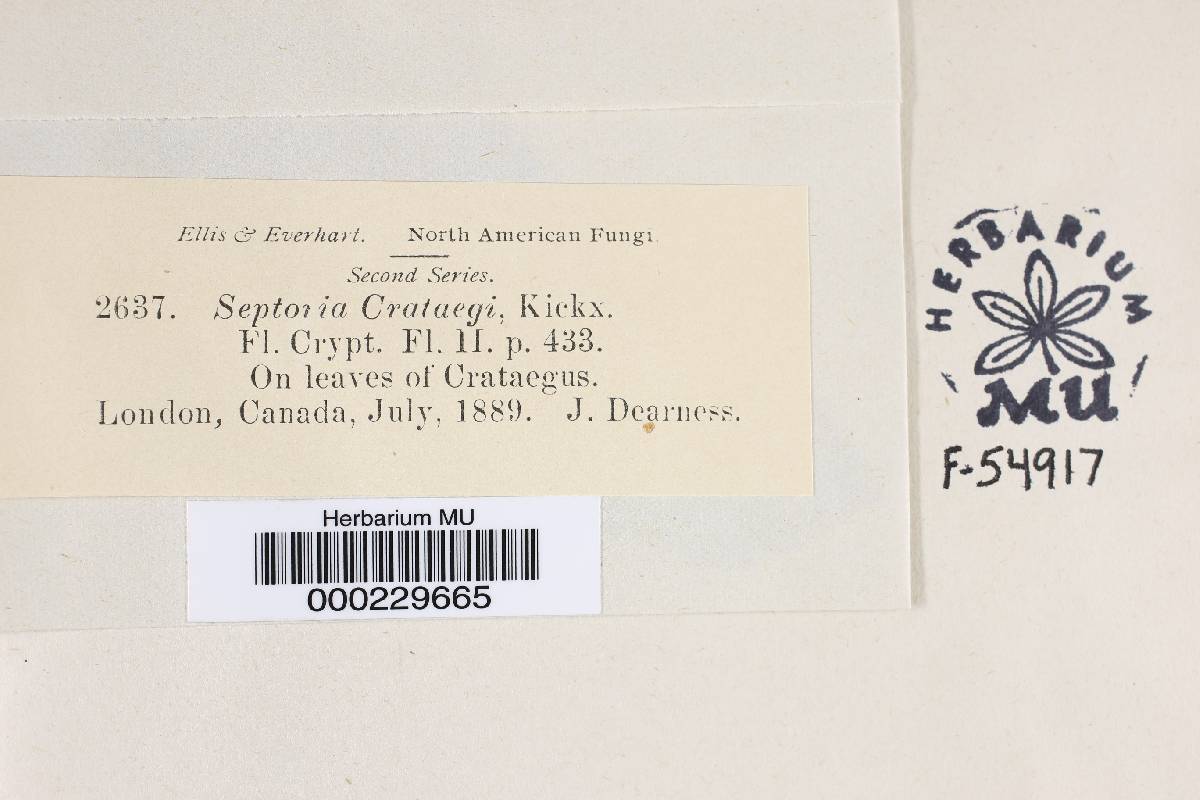 Ellis & Everhart. North American Fungi.
Second Series.
2637. Septoria Crataegi, Kickx.
Fl. Crypt. Fl. II. p. 433.
On leaves of Crataegus.
London, Canada, July, 1889. J. Dearness.
Herbarium MU
000229665
HERBARIUM
MU
F-54917